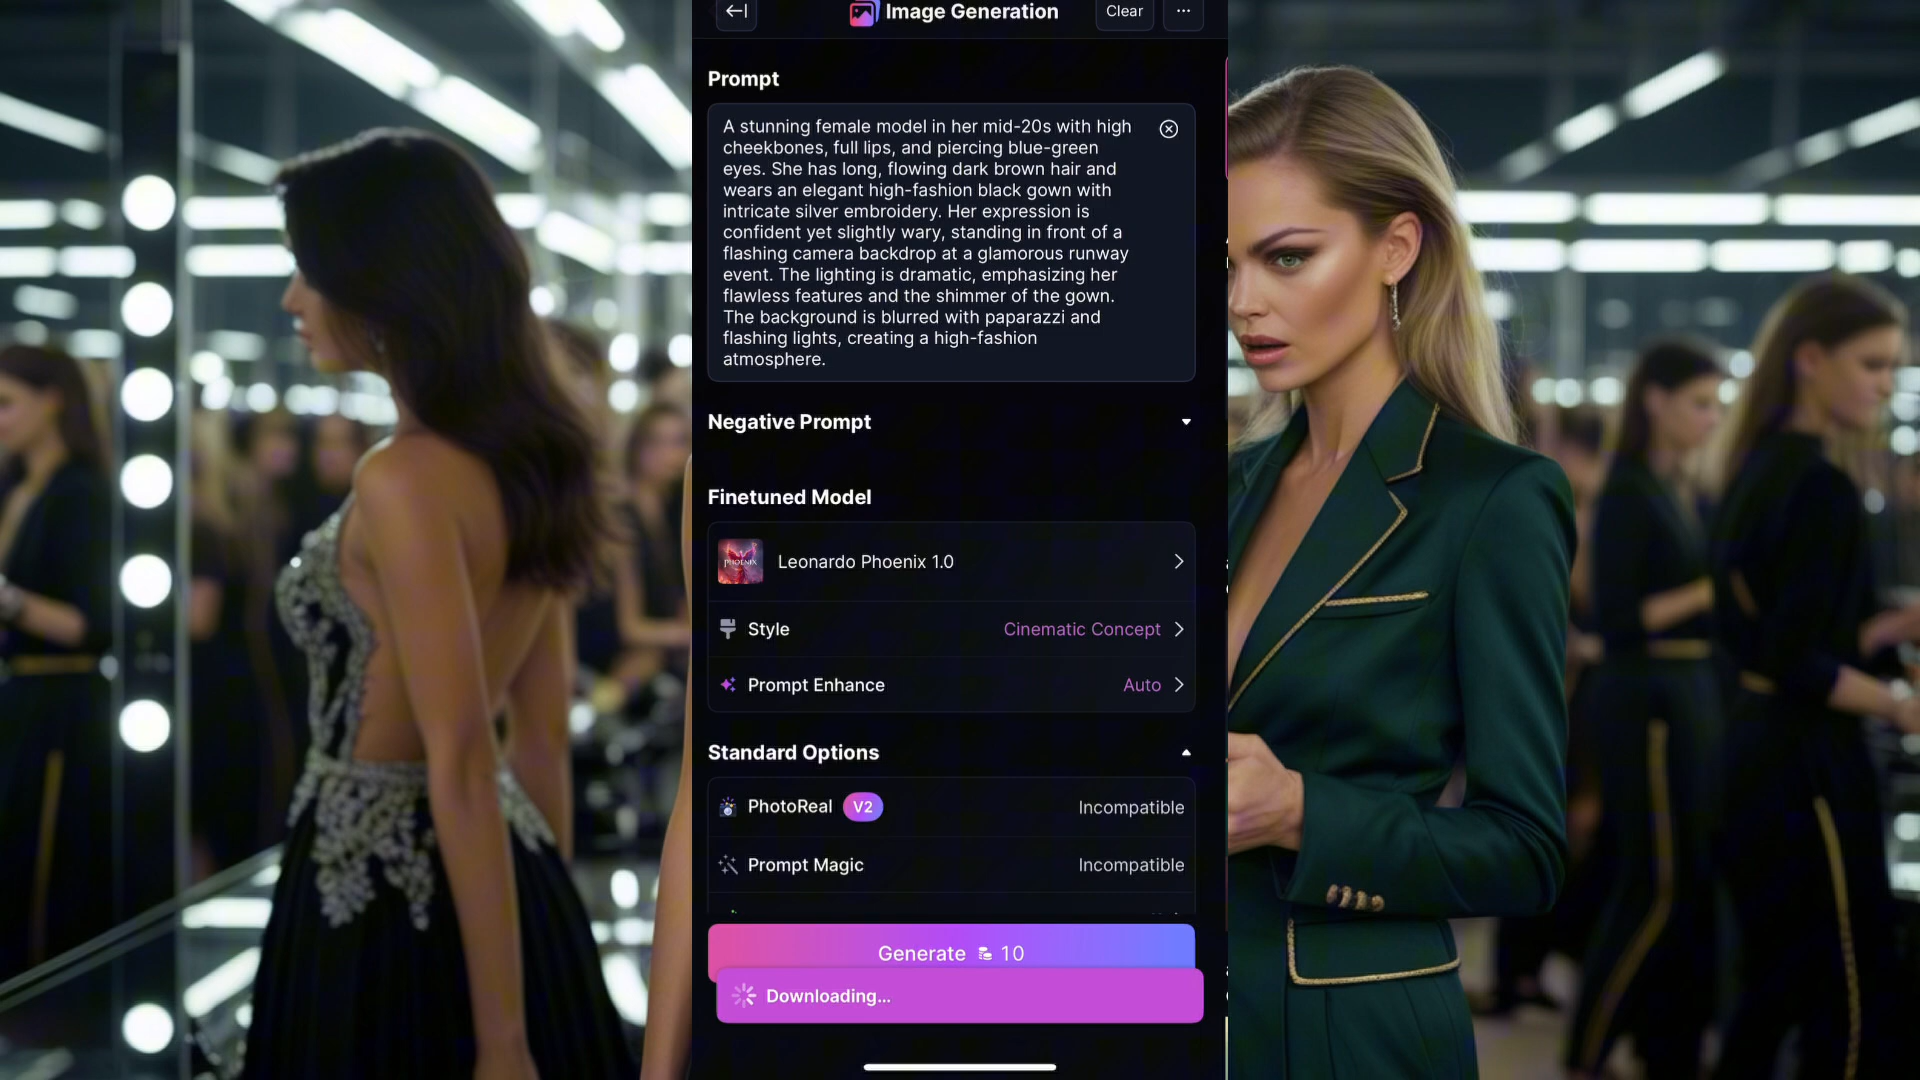 Image Generation
Clear
Prompt
A stunning female model in her mid-20s with high
cheekbones, full lips, and piercing blue-green
eyes. She has long, flowing dark brown hair and
wears an elegant high-fashion black gown with
intricate silver embroidery. Her expression is
confident yet slightly wary, standing in front of a
flashing camera backdrop at a glamorous runway
event. The lighting is dramatic, emphasizing her
flawless features and the shimmer of the gown.
The background is blurred with paparazzi and
flashing lights, creating a high-fashion
atmosphere.
Negative Prompt
Finetuned Model
PHOENIX
Leonardo Phoenix 1.0
Style
Cinematic Concept
Prompt Enhance
Auto
Standard Options
PhotoReal V2
Incompatible
Prompt Magic
Incompatible
Generate 10
Downloading...